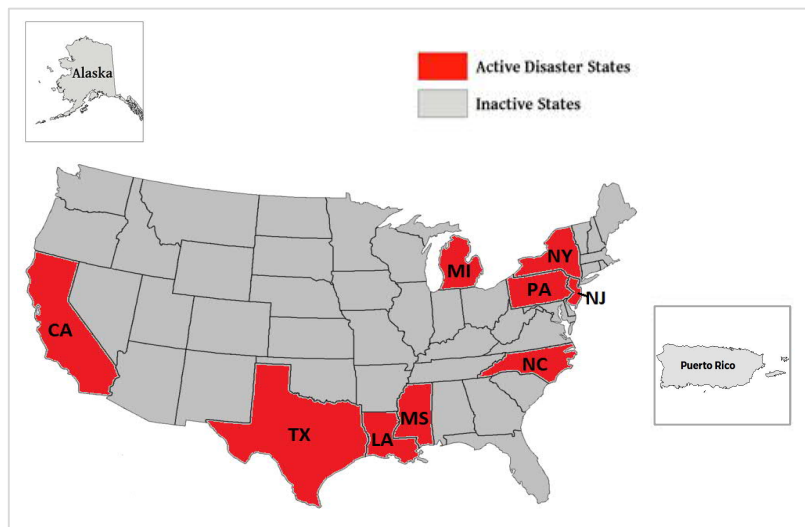 Alaska
Active Disaster States
Inactive States
NY
MI
PA
NJ
CA
NC
Puerto Rico
MS
TX
LA